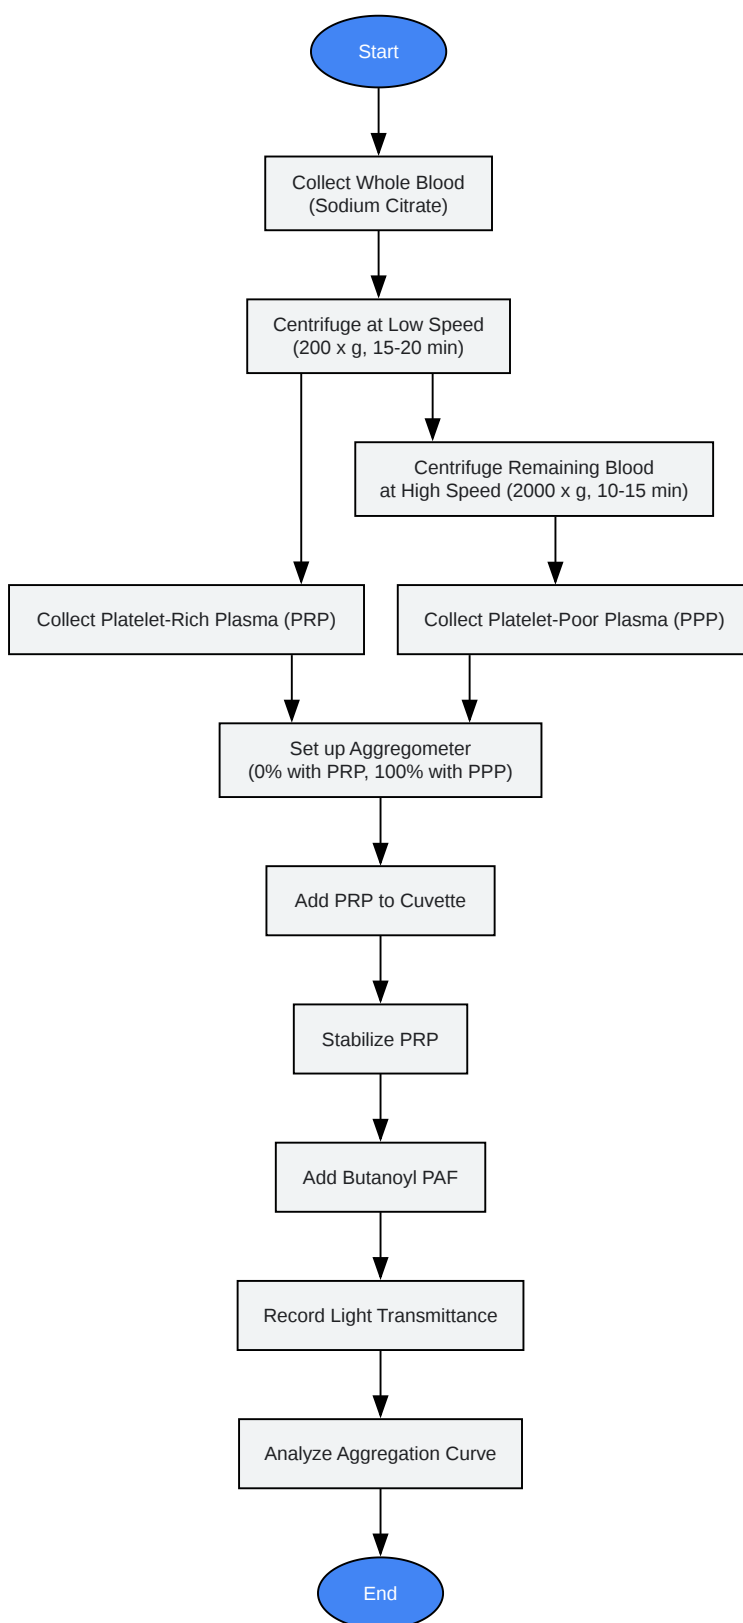 Start
Collect Whole Blood
(Sodium Citrate)
Centrifuge at Low Speed
(200 x g, 15-20 min)
Centrifuge Remaining Blood
at High Speed (2000 x g, 10-15 min)
Collect Platelet-Rich Plasma (PRP)
Collect Platelet-Poor Plasma (PPP)
Set up Aggregometer
(0% with PRP, 100% with PPP)
Add PRP to Cuvette
Stabilize PRP
Add Butanoyl PAF
Record Light Transmittance
Analyze Aggregation Curve
End